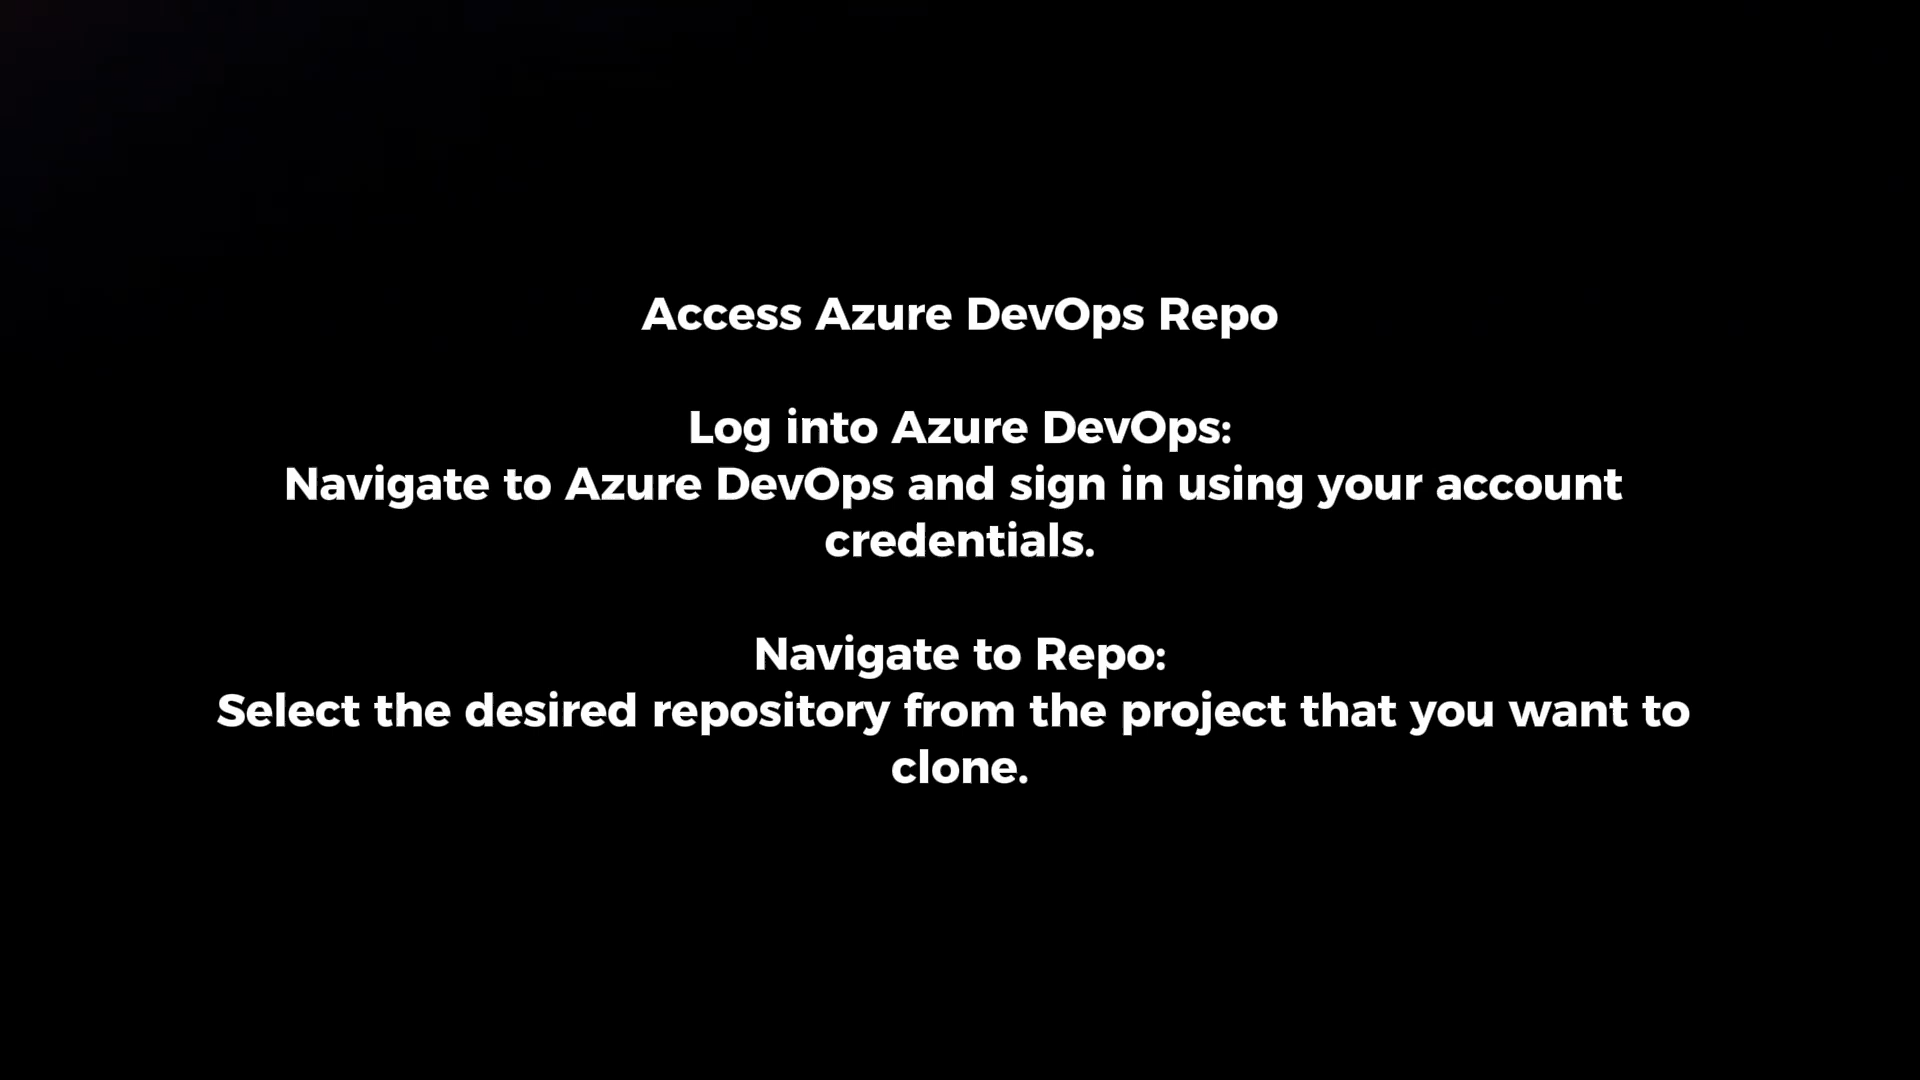 Access Azure DevOps Repo
Log into Azure DevOps:
Navigate to Azure DevOps and sign in using your account
credentials.
Navigate to Repo:
Select the desired repository from the project that you want to
clone.